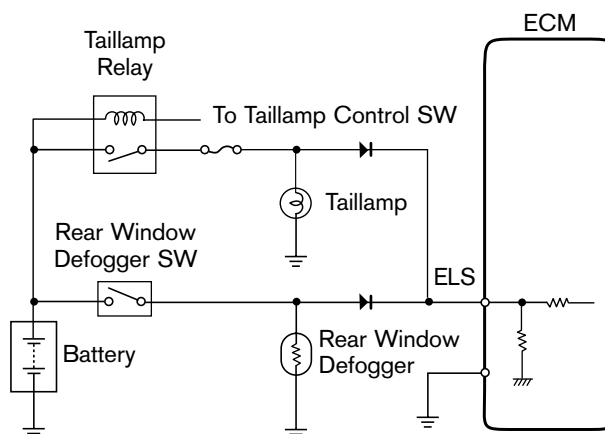 ECM
Taillamp
Relay
To Taillamp Control SW
Taillamp
Rear Window
Defogger SW
ELS
Battery
Rear Window
Defogger